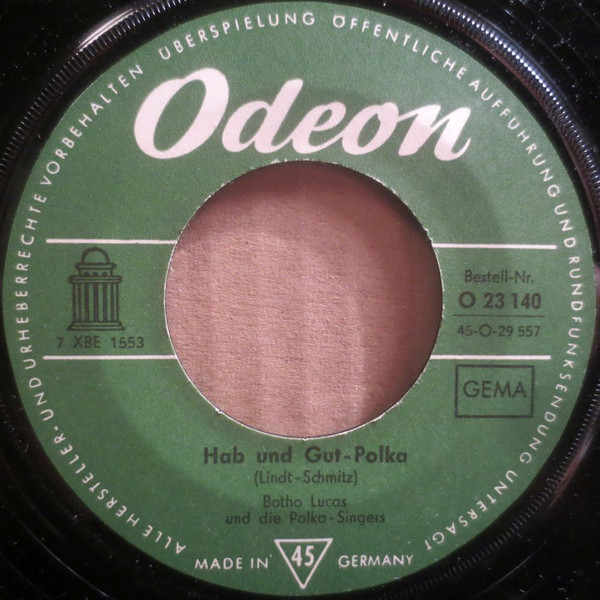 ALLE HERSTELLER- UND URHEBERRECHTE VORBEHALTEN ÜBERSPIELUNG ÖFFENTLICHE AUFFÜHRUNG UND RUNDFUNKSENDUNG UNTERSAGT
Odeon
Bestell-Nr.
O 23 140
45-O-29 557
7 XBE 1553
GEMA
Hab und Gut-Polka
(Lindt-Schmitz)
Botho Lucas
und die Polka-Singers
MADE IN 45 GERMANY